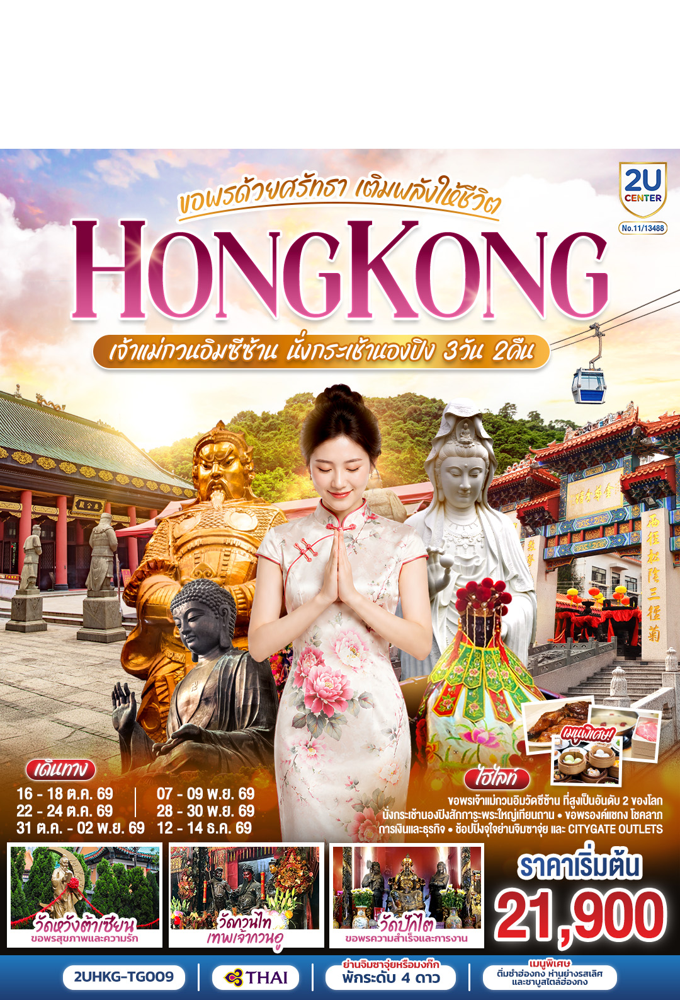 ขอพรด้วยศรัทธา เติมพลังให้ชีวิต
2U
CENTER
No.11/13488
HONGKONG
เจ้าแม่กวนอิมซีซ้าน นั่งกระเช้านองปิง 3วัน 2คืน
西徑松陰三徑菊
เมนูพิเศษ!
เดินทาง
16 - 18 ต.ค. 69
22 - 24 ต.ค. 69
31 ต.ค. - 02 พ.ย. 69
07 - 09 พ.ย. 69
28 - 30 พ.ย. 69
12 - 14 ธ.ค. 69
ไฮไลท์
ขอพรเจ้าแม่กวนอิมวัดซีซ้าน ที่สูงเป็นอันดับ 2 ของโลก
นั่งกระเช้านองปิงสักการะพระใหญ่เทียนถาน • ขอพรองค์แชกง โชคลาภ
การเงินและธุรกิจ • ช้อปปิ้งจุใจย่านจิมซาจุ่ย และ CITYGATE OUTLETS
วัดหวังต้าเซียน
ขอพรสุขภาพและความรัก
วัดกวนไท
เทพเจ้ากวนอู
วัดปักไต
ขอพรความสำเร็จและการงาน
ราคาเริ่มต้น
21,900
2UHKG-TG009
THAI
ย่านจิมซาจุ่ยหรือมงก๊ก
พักระดับ 4 ดาว
เมนูพิเศษ
ติ่มซำฮ่องกง ห่านย่างรสเลิศ
และชาบูสไตล์ฮ่องกง